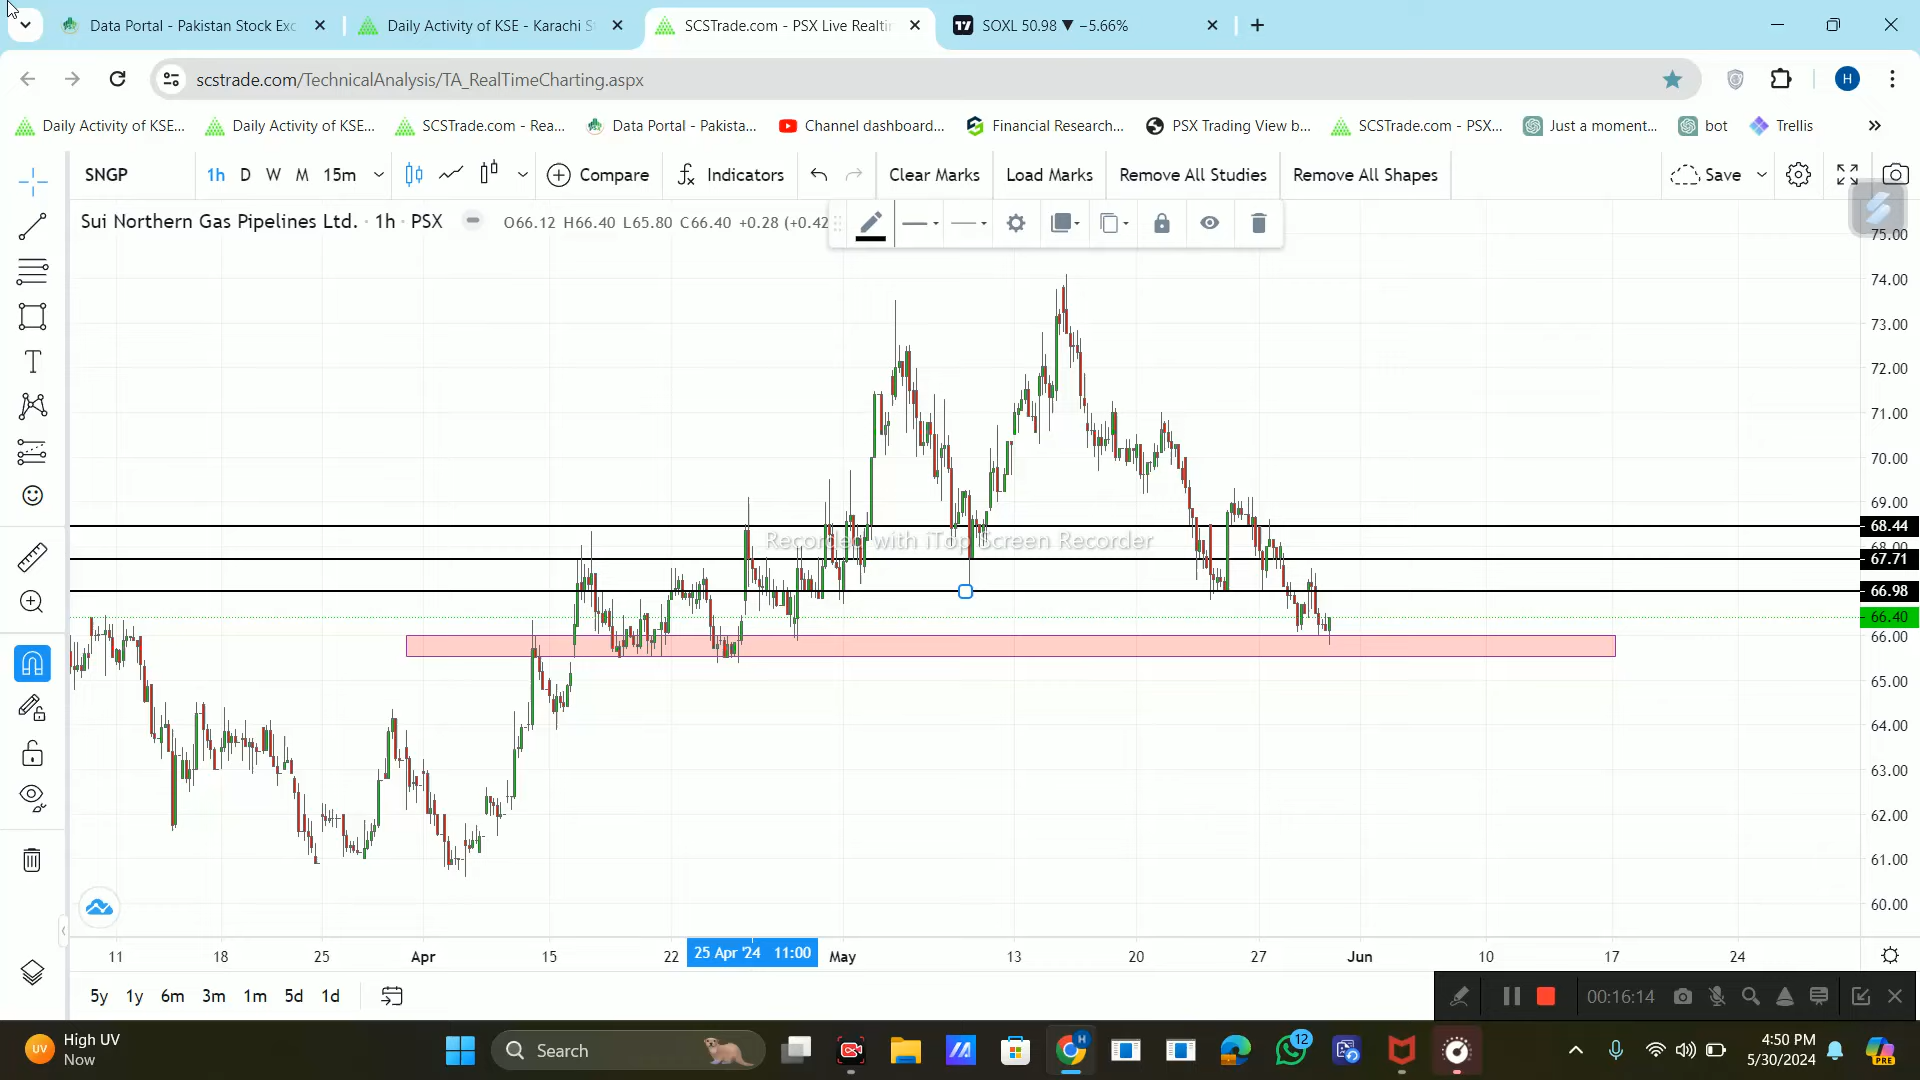 Data Portal - Pakistan Stock Exc
Daily Activity of KSE - Karachi S
SCSTrade.com - PSX Live Realti
SOXL 50.98 ▼ −5.66%
scstrade.com/TechnicalAnalysis/TA_RealTimeCharting.aspx
H
Daily Activity of KSE...
Daily Activity of KSE...
SCSTrade.com - Rea...
Data Portal - Pakista...
Channel dashboard...
Financial Research...
PSX Trading View b...
SCSTrade.com - PSX...
Just a moment...
bot
Trellis
SNGP
1h
D
W
M
15m
Compare
Indicators
Clear Marks
Load Marks
Remove All Studies
Remove All Shapes
Save
Sui Northern Gas Pipelines Ltd. · 1h · PSX
O66.12 H66.40 L65.80 C66.40 +0.28 (+0.42
75.00
74.00
73.00
72.00
71.00
70.00
69.00
68.44
68.00
67.71
66.98
66.40
66.00
65.00
64.00
63.00
62.00
61.00
60.00
Recorded with iTop Screen Recorder
11
18
25
Apr
15
22
25 Apr '24 11:00
May
13
20
27
Jun
10
17
24
5y
1y
6m
3m
1m
5d
1d
00:16:14
UV
High UV
Now
Search
H
12
4:50 PM
5/30/2024
PRE